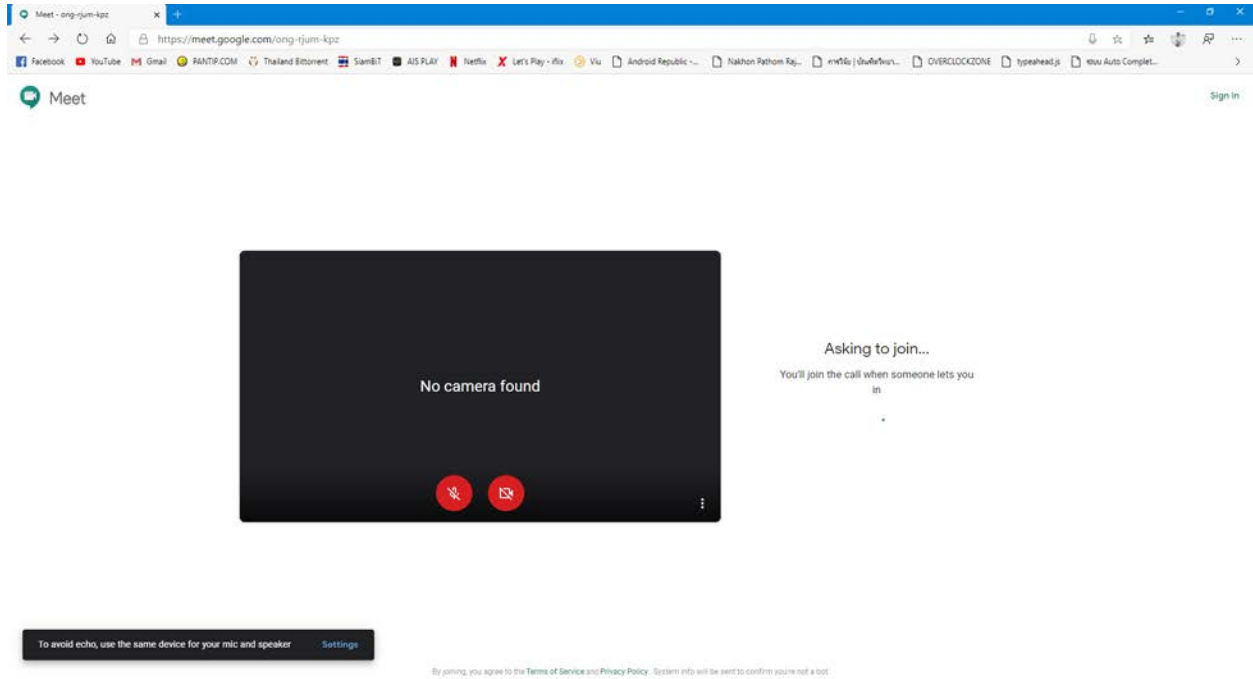 Meet - ong-rjum-kpz
https://meet.google.com/ong-rjum-kpz
Facebook YouTube Gmail PANTIP.COM Thailand Bittorrent SiamBiT AIS PLAY Netflix Let's Play - iflix Viu Android Republic -... Nakhon Pathom Raj... OVERCLOCKZONE typeahead.js ระบบ Auto Complet...
Meet
Sign in
No camera found
Asking to join...
You'll join the call when someone lets you
in
To avoid echo, use the same device for your mic and speaker Settings
By joining, you agree to the Terms of Service and Privacy Policy. System info will be sent to confirm you're not a bot